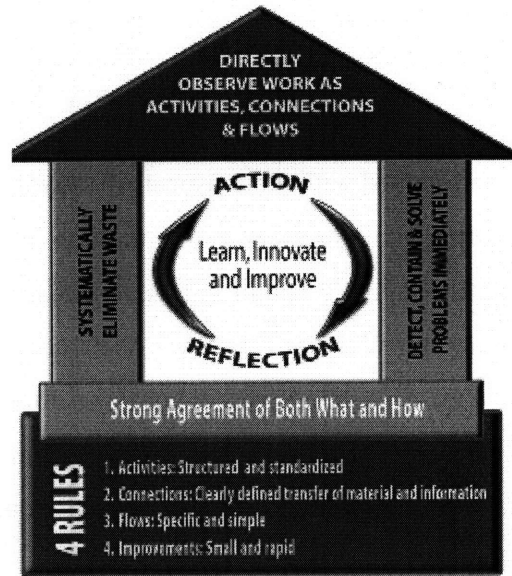 DIRECTLY
OBSERVE WORK AS
ACTIVITIES, CONNECTIONS
& FLOWS
SYSTEMATICALLY
ELIMINATE WASTE
ACTION
Learn, Innovate
and Improve
REFLECTION
DETECT, CONTAIN & SOLVE
PROBLEMS IMMEDIATELY
Strong Agreement of Both What and How
4 RULES
1. Activities: Structured and standardized
2. Connections: Clearly defined transfer of material and information
3. Flows: Specific and simple
4. Improvements: Small and rapid